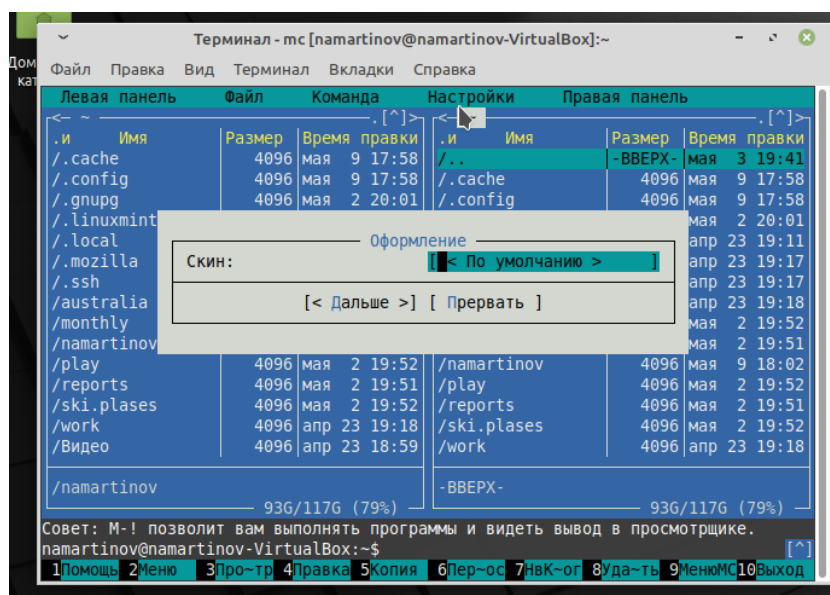 Дом
кат
Терминал - mc [namartinov@namartinov-VirtualBox]:~
Файл Правка Вид Терминал Вкладки Справка
Левая панель Файл Команда Настройки Правая панель
<- ~ .[^]> <- ~ .[^]>
.и Имя Размер Время правки .и Имя Размер Время правки
/.cache 4096 мая 9 17:58 /.. -ВВЕРХ- мая 3 19:41
/.config 4096 мая 9 17:58 /.cache 4096 мая 9 17:58
/.gnupg 4096 мая 2 20:01 /.config 4096 мая 9 17:58
/.linuxmint мая 2 20:01
/.local апр 23 19:11
/.mozilla апр 23 19:17
/.ssh апр 23 19:17
/australia апр 23 19:18
/monthly мая 2 19:52
/namartinov мая 2 19:51
Оформление
Скин: [< По умолчанию > ]
[< Дальше >] [ Прервать ]
/play 4096 мая 2 19:52 /namartinov 4096 мая 9 18:02
/reports 4096 мая 2 19:51 /play 4096 мая 2 19:52
/ski.plases 4096 мая 2 19:52 /reports 4096 мая 2 19:51
/work 4096 апр 23 19:18 /ski.plases 4096 мая 2 19:52
/Видео 4096 апр 23 18:59 /work 4096 апр 23 19:18
/namartinov -ВВЕРХ-
93G/117G (79%) 93G/117G (79%)
Совет: M-! позволит вам выполнять программы и видеть вывод в просмотрщике.
namartinov@namartinov-VirtualBox:~$ [^]
1Помощь 2Меню 3Про~тр 4Правка 5Копия 6Пер~ос 7НвК~ог 8Уда~ть 9МенюMC 10Выход